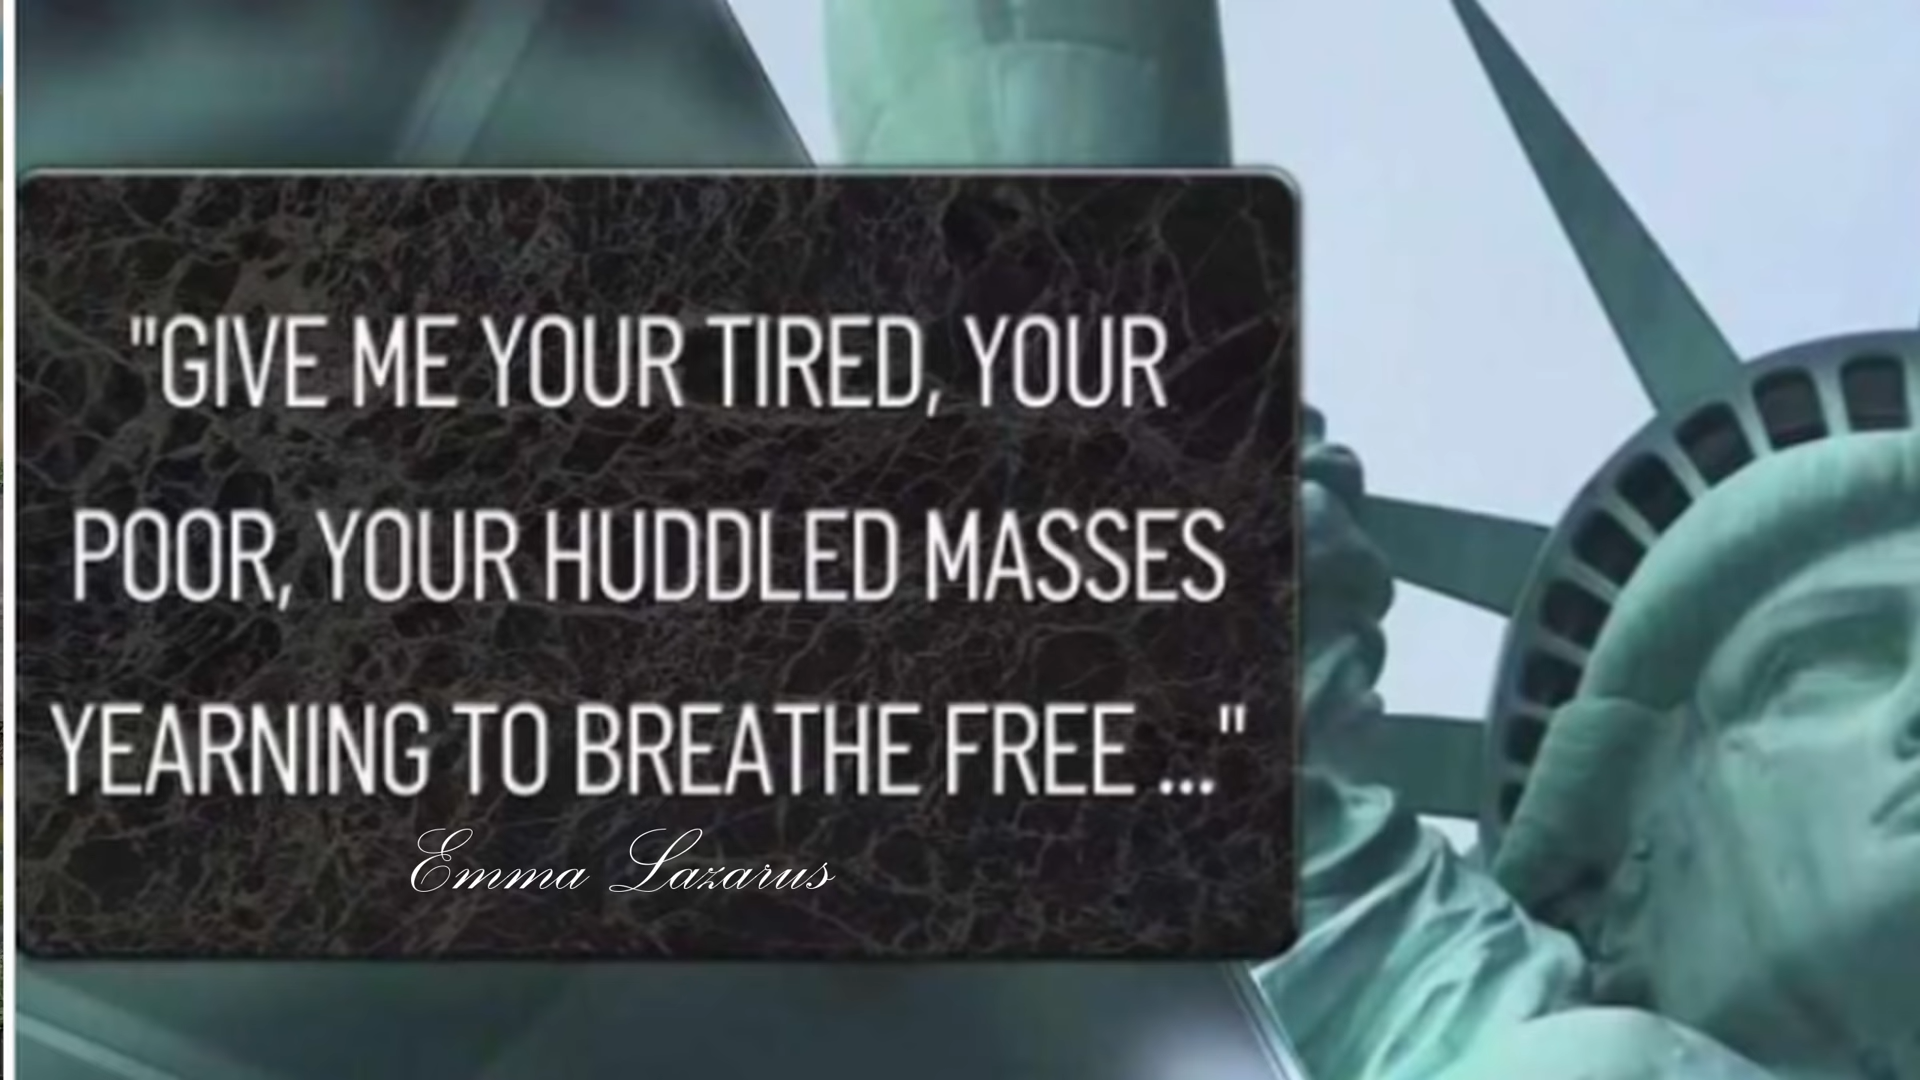 "GIVE ME YOUR TIRED, YOUR
POOR, YOUR HUDDLED MASSES
YEARNING TO BREATHE FREE ..."
Emma Lazarus